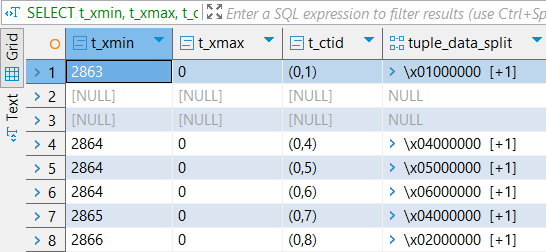 SELECT t_xmin, t_xmax, t_c Enter a SQL expression to filter results (use Ctrl+Sp
Grid
Text
t_xmin t_xmax t_ctid tuple_data_split
1 2863 0 (0,1) \x01000000 [+1]
2 [NULL] [NULL] [NULL] NULL
3 [NULL] [NULL] [NULL] NULL
4 2864 0 (0,4) \x04000000 [+1]
5 2864 0 (0,5) \x05000000 [+1]
6 2864 0 (0,6) \x06000000 [+1]
7 2865 0 (0,7) \x04000000 [+1]
8 2866 0 (0,8) \x02000000 [+1]